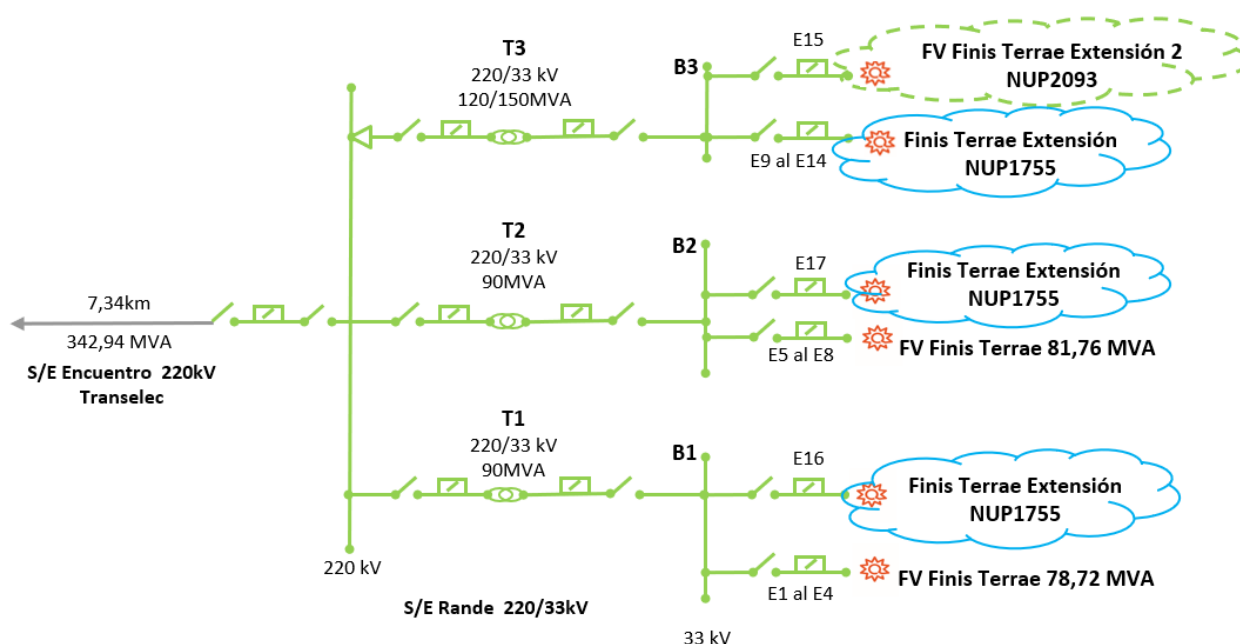 E15
FV Finis Terrae Extensión 2
NUP2093
T3
220/33 kV
120/150MVA
B3
E9 al E14
Finis Terrae Extensión
NUP1755
T2
220/33 kV
90MVA
B2
E17
Finis Terrae Extensión
NUP1755
E5 al E8
FV Finis Terrae 81,76 MVA
7,34km
342,94 MVA
S/E Encuentro 220kV
Transelec
T1
220/33 kV
90MVA
B1
E16
Finis Terrae Extensión
NUP1755
E1 al E4
FV Finis Terrae 78,72 MVA
220 kV
S/E Rande 220/33kV
33 kV